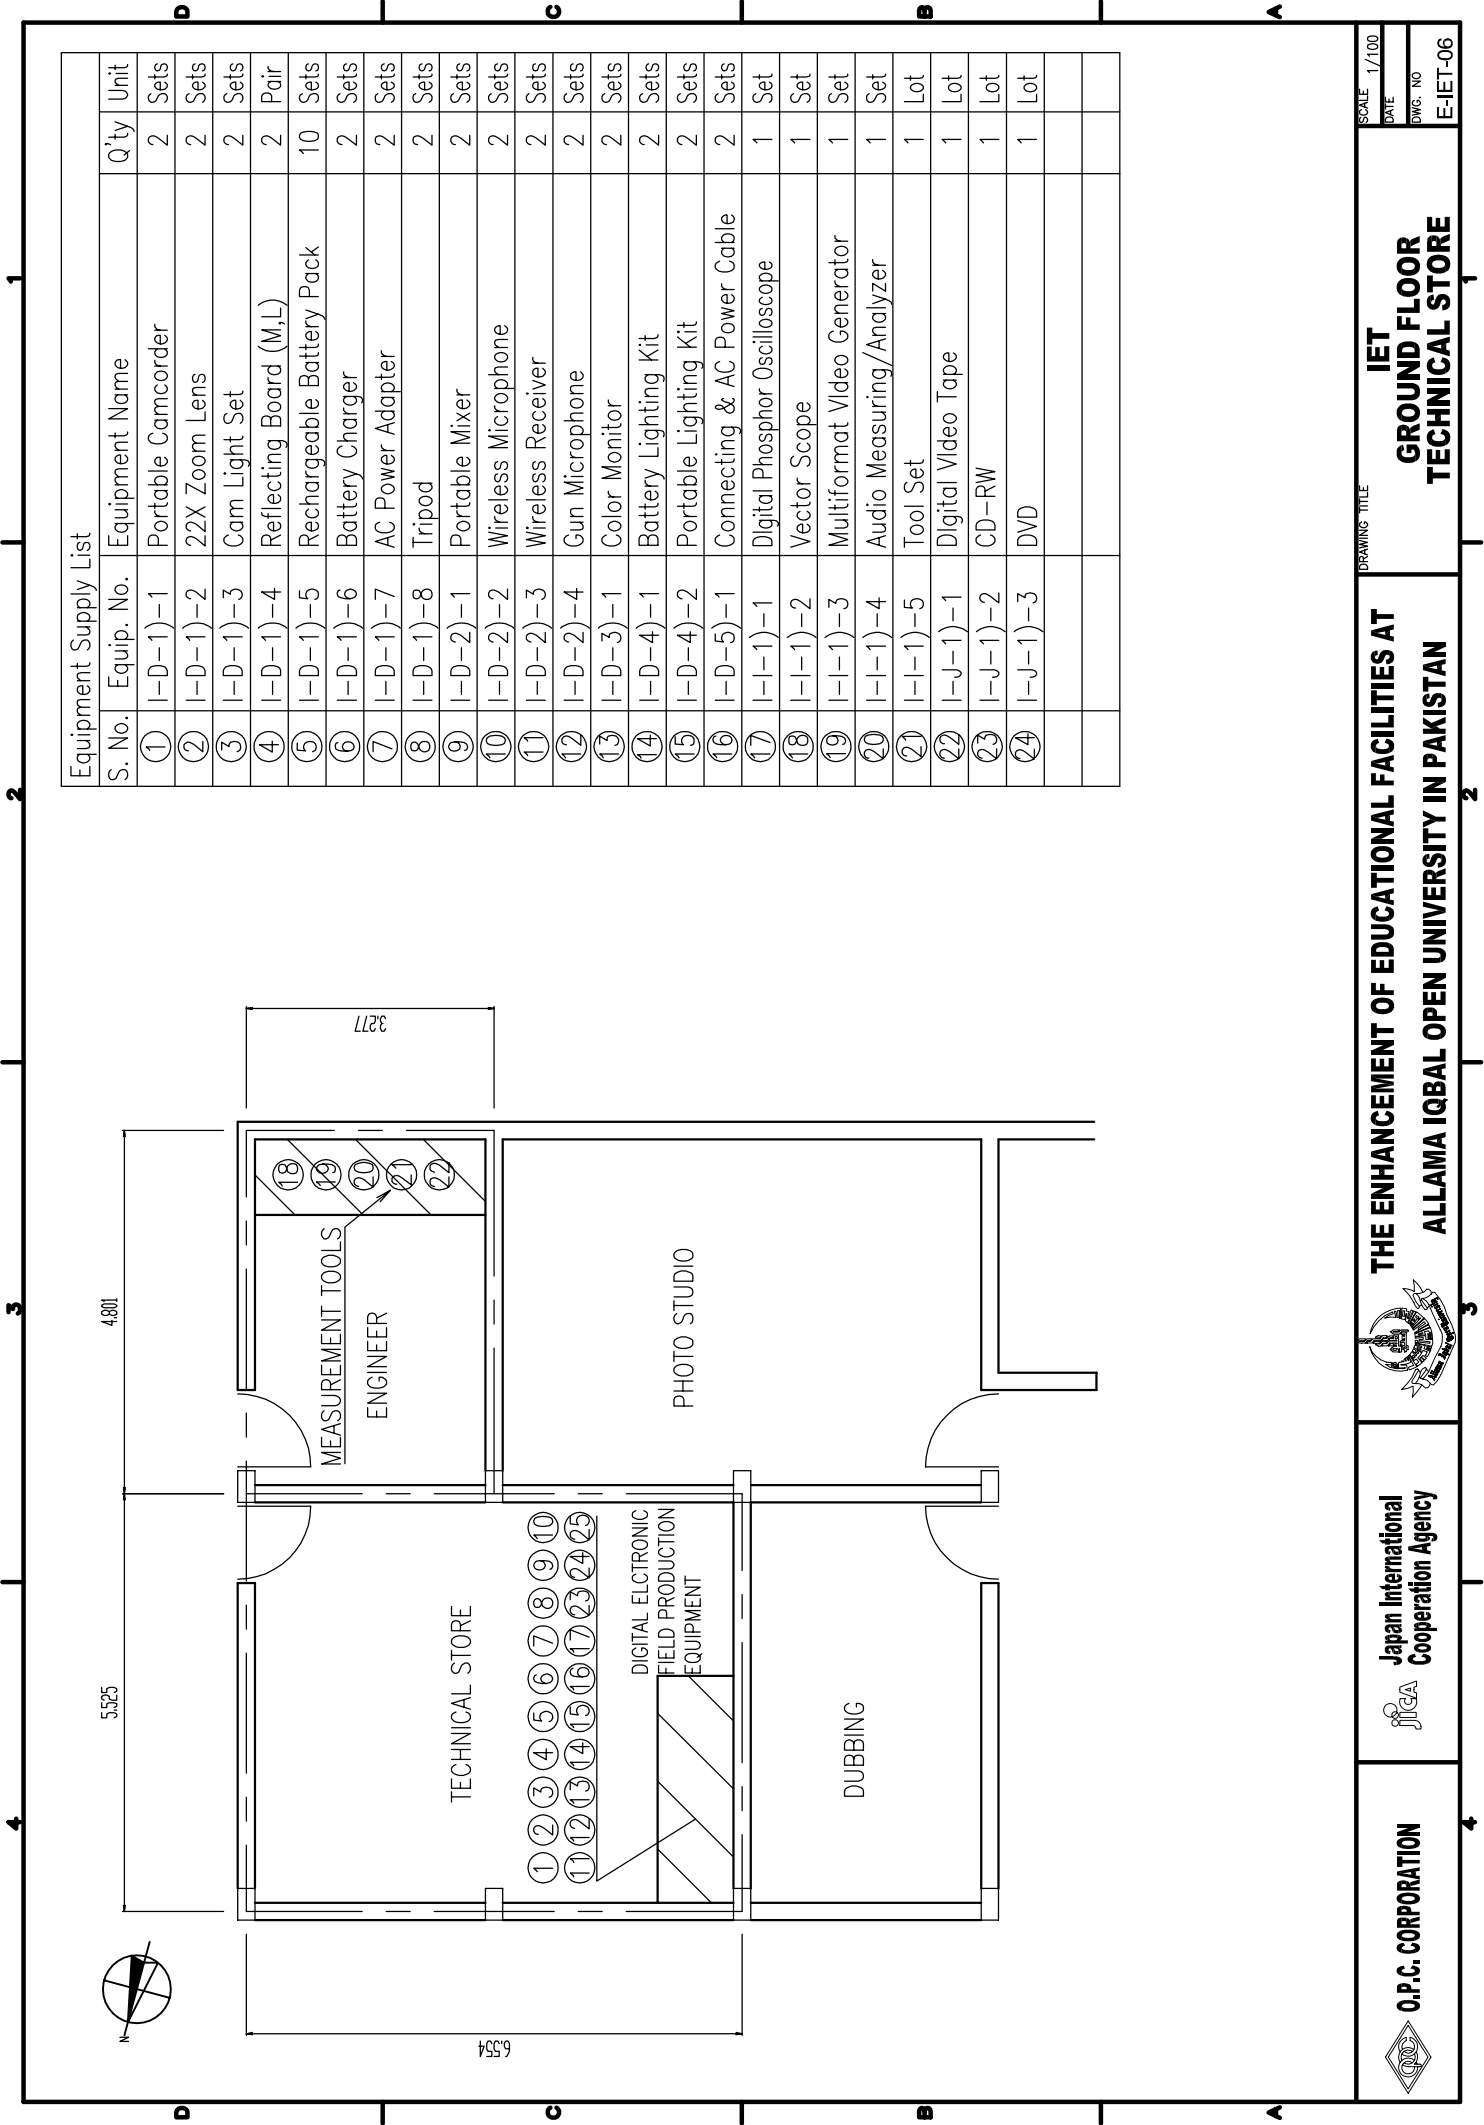 D
C
B
A
1
2
3
4
Equipment Supply List
S. No. Equip. No. Equipment Name Q'ty Unit
1 I-D-1)-1 Portable Camcorder 2 Sets
2 I-D-1)-2 22X Zoom Lens 2 Sets
3 I-D-1)-3 Cam Light Set 2 Sets
4 I-D-1)-4 Reflecting Board (M,L) 2 Pair
5 I-D-1)-5 Rechargeable Battery Pack 10 Sets
6 I-D-1)-6 Battery Charger 2 Sets
7 I-D-1)-7 AC Power Adapter 2 Sets
8 I-D-1)-8 Tripod 2 Sets
9 I-D-2)-1 Portable Mixer 2 Sets
10 I-D-2)-2 Wireless Microphone 2 Sets
11 I-D-2)-3 Wireless Receiver 2 Sets
12 I-D-2)-4 Gun Microphone 2 Sets
13 I-D-3)-1 Color Monitor 2 Sets
14 I-D-4)-1 Battery Lighting Kit 2 Sets
15 I-D-4)-2 Portable Lighting Kit 2 Sets
16 I-D-5)-1 Connecting & AC Power Cable 2 Sets
17 I-I-1)-1 DIgital Phosphor Oscilloscope 1 Set
18 I-I-1)-2 Vector Scope 1 Set
19 I-I-1)-3 Multiformat VIdeo Generator 1 Set
20 I-I-1)-4 Audio Measuring/Analyzer 1 Set
21 I-I-1)-5 Tool Set 1 Lot
22 I-J-1)-1 DIgital VIdeo Tape 1 Lot
23 I-J-1)-2 CD-RW 1 Lot
24 I-J-1)-3 DVD 1 Lot
N
5.525
4.801
3.277
6.554
18 19 20 21 22
MEASUREMENT TOOLS
ENGINEER
TECHNICAL STORE
1 2 3 4 5 6 7 8 9 10
11 12 13 14 15 16 17 23 24 25
DIGITAL ELCTRONIC
FIELD PRODUCTION
EQUIPMENT
PHOTO STUDIO
DUBBING
O.P.C. CORPORATION
jica
Japan International
Cooperation Agency
Allama Iqbal Open University
THE ENHANCEMENT OF EDUCATIONAL FACILITIES AT
ALLAMA IQBAL OPEN UNIVERSITY IN PAKISTAN
DRAWING TITLE
IET
GROUND FLOOR
TECHNICAL STORE
SCALE 1/100
DATE
DWG. NO
E-IET-06
D
C
B
A
1
2
3
4